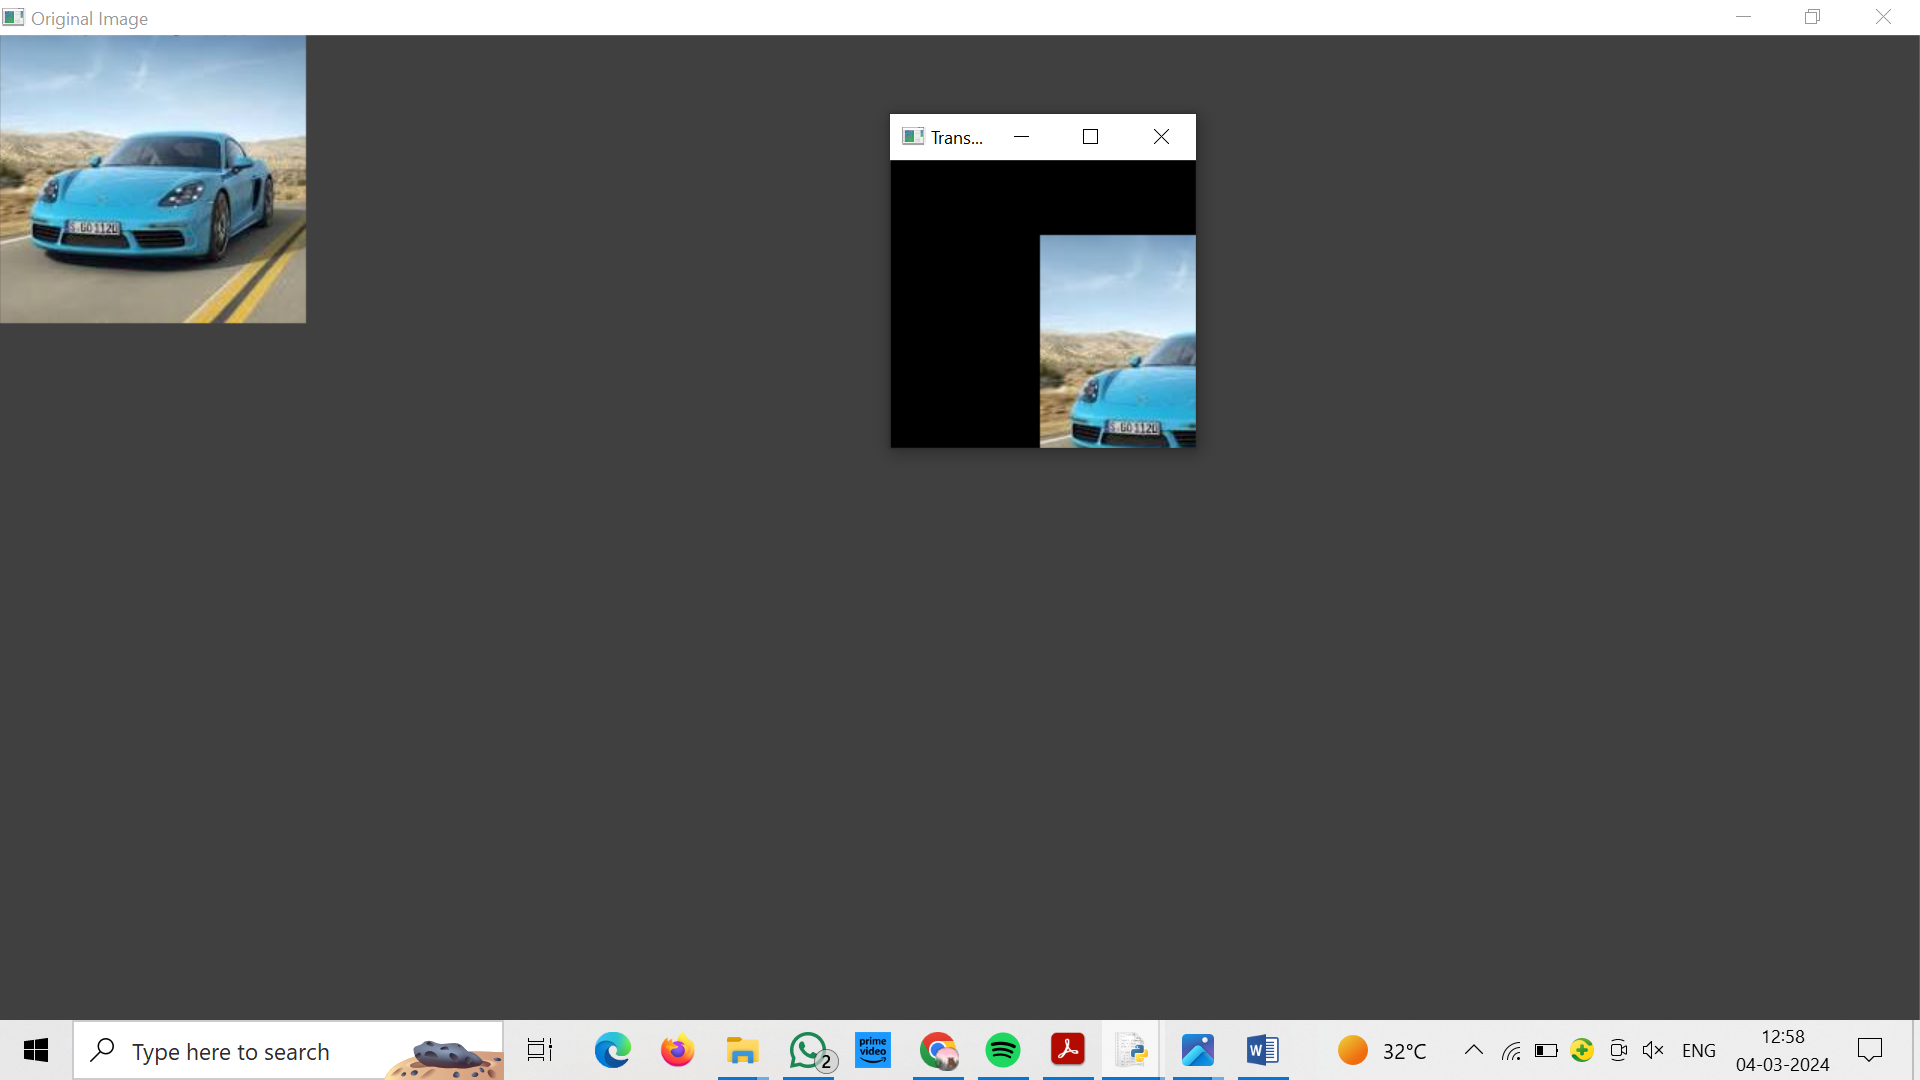 Original Image
S·GO 1120
Trans...
S·GO 1120
Type here to search
2
prime
video
32°C
ENG
12:58
04-03-2024